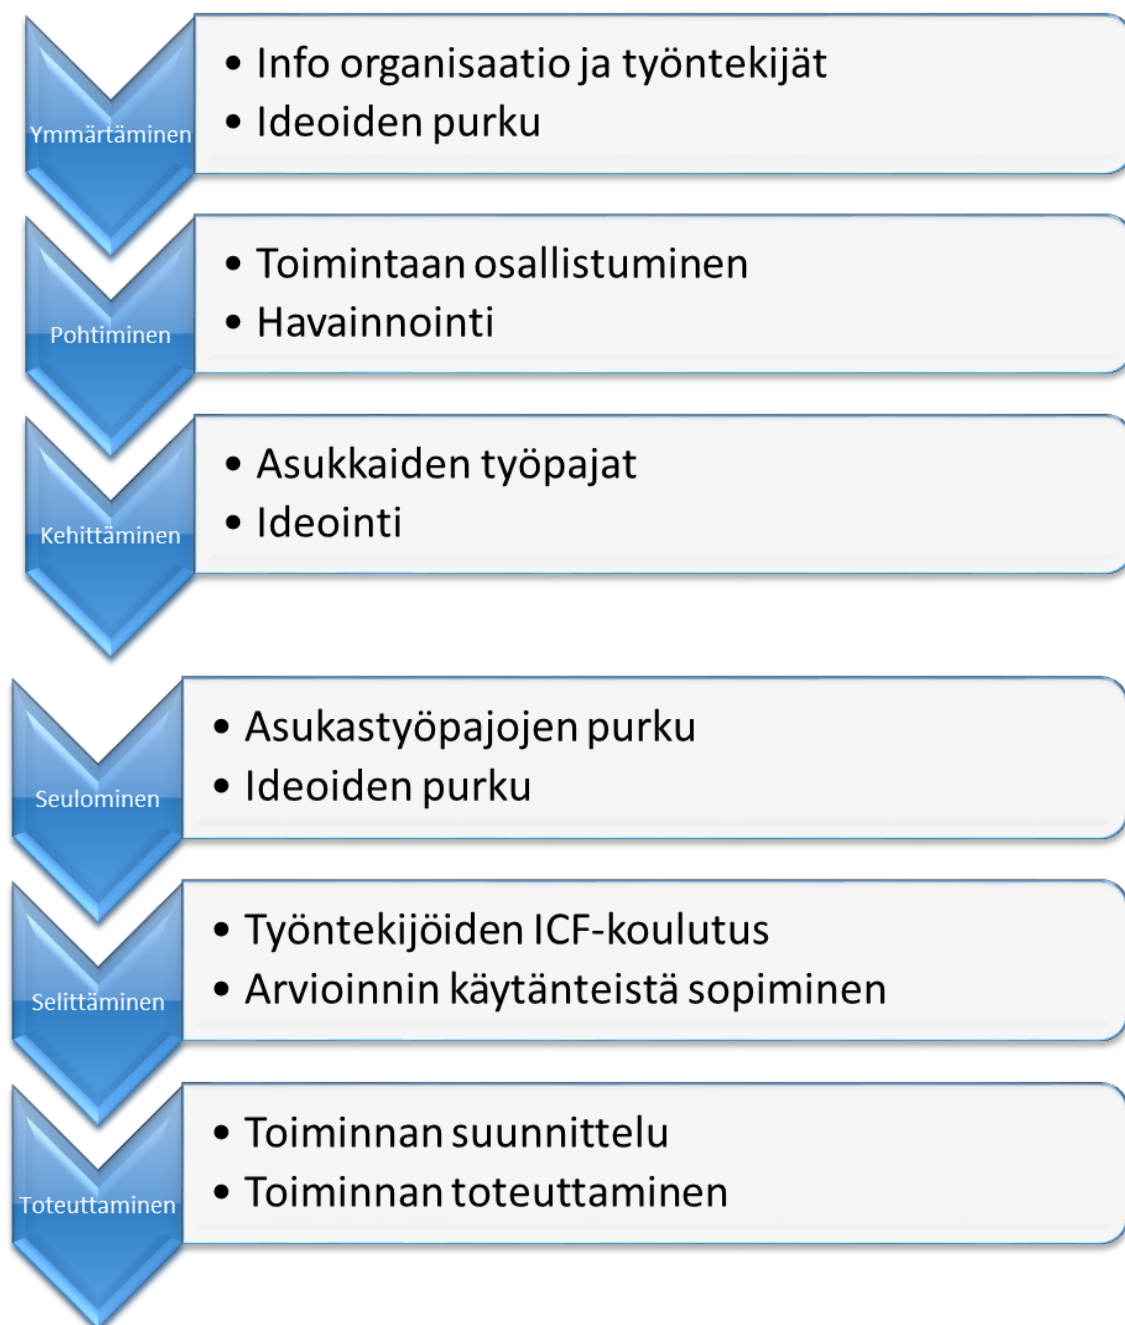 Ymmärtäminen
• Info organisaatio ja työntekijät
• Ideoiden purku
Pohtiminen
• Toimintaan osallistuminen
• Havainnointi
Kehittäminen
• Asukkaiden työpajat
• Ideointi
Seulominen
• Asukastyöpajojen purku
• Ideoiden purku
Selittäminen
• Työntekijöiden ICF-koulutus
• Arvioinnin käytänteistä sopiminen
Toteuttaminen
• Toiminnan suunnittelu
• Toiminnan toteuttaminen